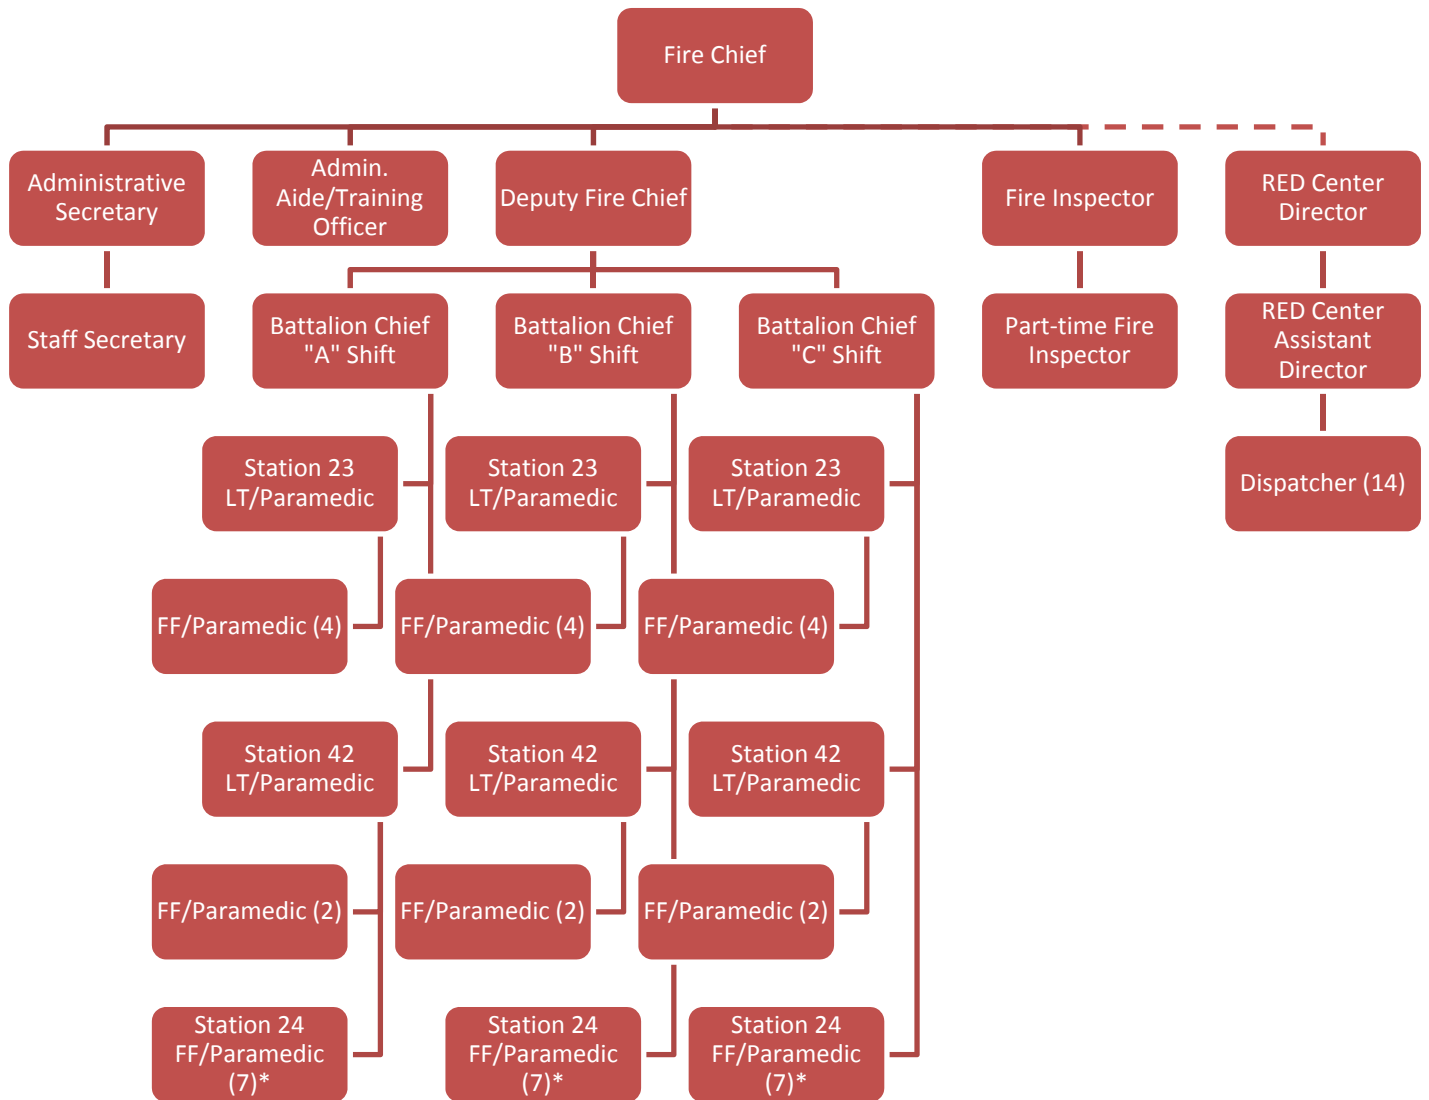 Fire Chief
Administrative
Secretary
Admin.
Aide/Training
Officer
Deputy Fire Chief
Fire Inspector
RED Center
Director
Staff Secretary
Battalion Chief
"A" Shift
Battalion Chief
"B" Shift
Battalion Chief
"C" Shift
Part-time Fire
Inspector
RED Center
Assistant
Director
Station 23
LT/Paramedic
Station 23
LT/Paramedic
Station 23
LT/Paramedic
Dispatcher (14)
FF/Paramedic (4)
FF/Paramedic (4)
FF/Paramedic (4)
Station 42
LT/Paramedic
Station 42
LT/Paramedic
Station 42
LT/Paramedic
FF/Paramedic (2)
FF/Paramedic (2)
FF/Paramedic (2)
Station 24
FF/Paramedic
(7)*
Station 24
FF/Paramedic
(7)*
Station 24
FF/Paramedic
(7)*